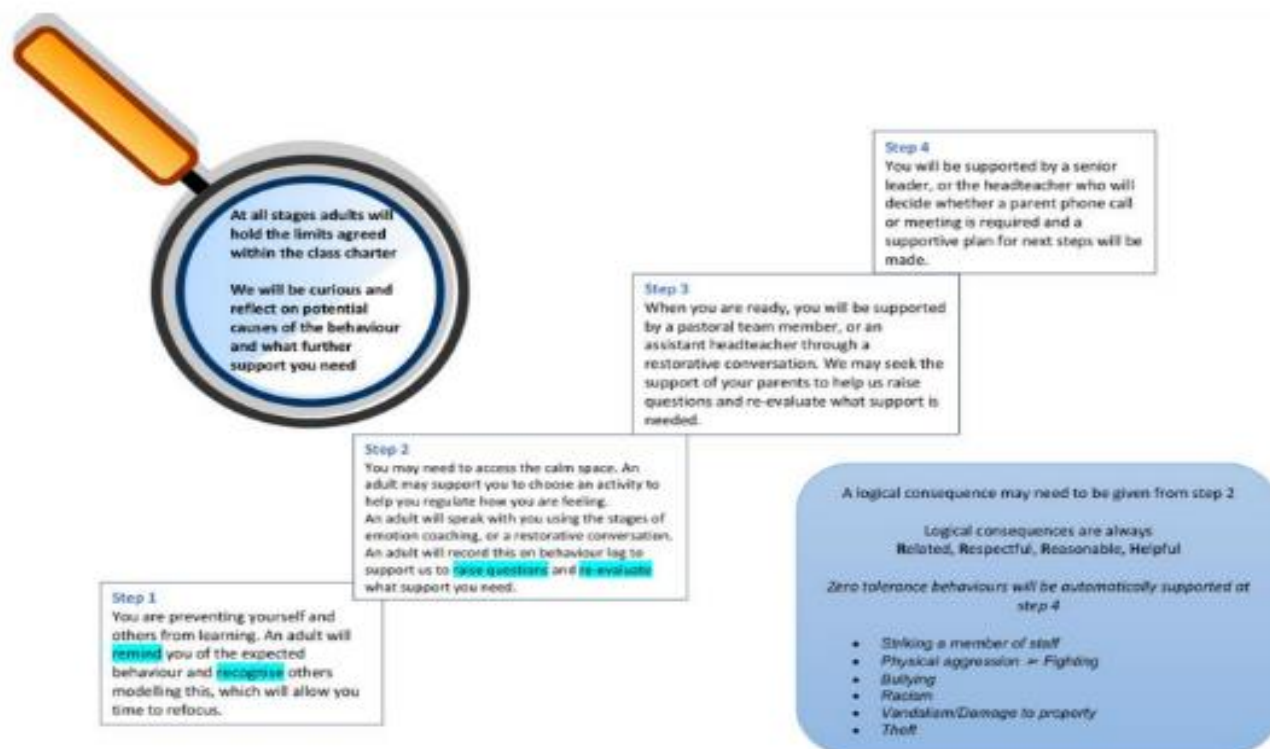 At all stages adults will
hold the limits agreed
within the class charter
We will be curious and
reflect on potential
causes of the behaviour
and what further
support you need
Step 1
You are preventing yourself and
others from learning. An adult will
remind you of the expected
behaviour and recognise others
modelling this, which will allow you
time to refocus.
Step 2
You may need to access the calm space. An
adult may support you to choose an activity to
help you regulate how you are feeling.
An adult will speak with you using the stages of
emotion coaching, or a restorative conversation.
An adult will record this on behaviour log to
support us to raise questions and re-evaluate
what support you need.
Step 3
When you are ready, you will be supported
by a pastoral team member, or an
assistant headteacher through a
restorative conversation. We may seek the
support of your parents to help us raise
questions and re-evaluate what support is
needed.
Step 4
You will be supported by a senior
leader, or the headteacher who will
decide whether a parent phone call
or meeting is required and a
supportive plan for next steps will be
made.
A logical consequence may need to be given from step 2
Logical consequences are always
Related, Respectful, Reasonable, Helpful
Zero tolerance behaviours will be automatically supported at
step 4
• Striking a member of staff
• Physical aggression ➢ Fighting
• Bullying
• Racism
• Vandalism/Damage to property
• Theft